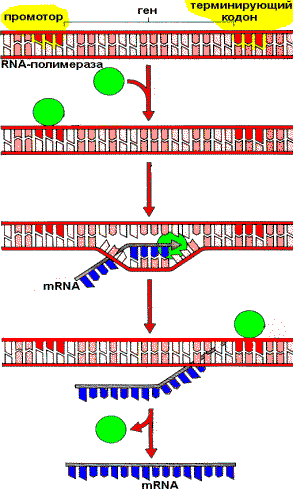 промотор
ген
терминирующий
кодон
RNA-полимераза
mRNA
mRNA